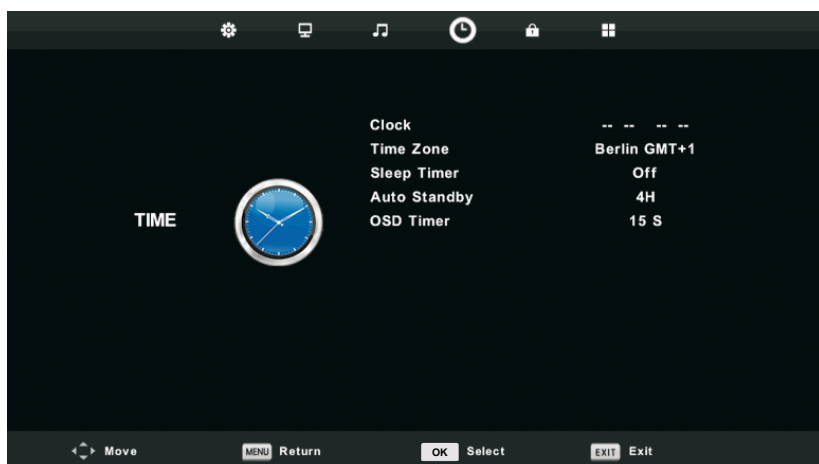 Clock -- -- -- --
Time Zone Berlin GMT+1
Sleep Timer Off
Auto Standby 4H
TIME
OSD Timer 15 S
Move MENU Return OK Select EXIT Exit